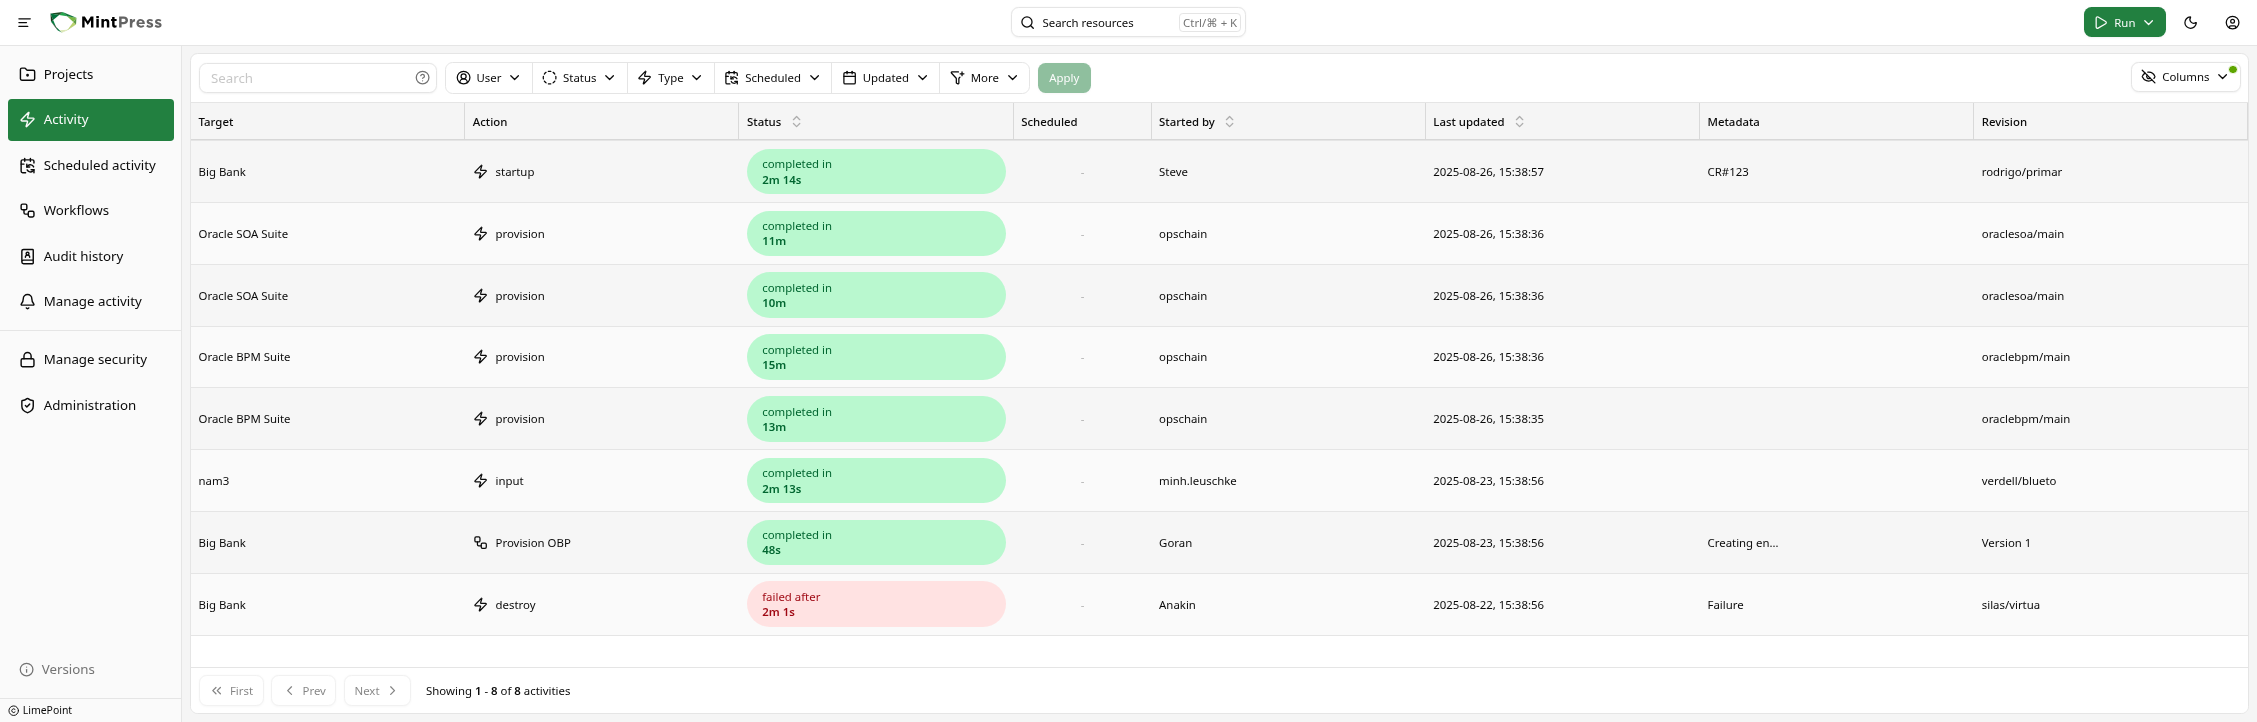 MintPress
Search resources Ctrl/⌘ + K
Run
Projects
Activity
Scheduled activity
Workflows
Audit history
Manage activity
Manage security
Administration
Versions
© LimePoint
Search User Status Type Scheduled Updated More Apply Columns
Target Action Status Scheduled Started by Last updated Metadata Revision
Big Bank startup completed in 2m 14s - Steve 2025-08-26, 15:38:57 CR#123 rodrigo/primar
Oracle SOA Suite provision completed in 11m - opschain 2025-08-26, 15:38:36 oraclesoa/main
Oracle SOA Suite provision completed in 10m - opschain 2025-08-26, 15:38:36 oraclesoa/main
Oracle BPM Suite provision completed in 15m - opschain 2025-08-26, 15:38:36 oraclebpm/main
Oracle BPM Suite provision completed in 13m - opschain 2025-08-26, 15:38:35 oraclebpm/main
nam3 input completed in 2m 13s - minh.leuschke 2025-08-23, 15:38:56 verdell/blueto
Big Bank Provision OBP completed in 48s - Goran 2025-08-23, 15:38:56 Creating en... Version 1
Big Bank destroy failed after 2m 1s - Anakin 2025-08-22, 15:38:56 Failure silas/virtua
First Prev Next Showing 1 - 8 of 8 activities